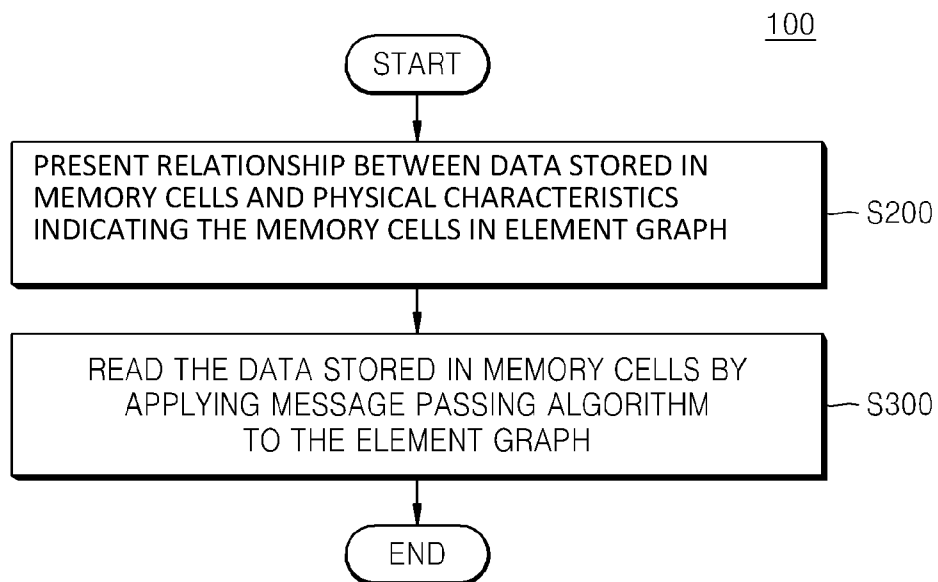 100
START
PRESENT RELATIONSHIP BETWEEN DATA STORED IN
MEMORY CELLS AND PHYSICAL CHARACTERISTICS
INDICATING THE MEMORY CELLS IN ELEMENT GRAPH
S200
READ THE DATA STORED IN MEMORY CELLS BY
APPLYING MESSAGE PASSING ALGORITHM
TO THE ELEMENT GRAPH
S300
END